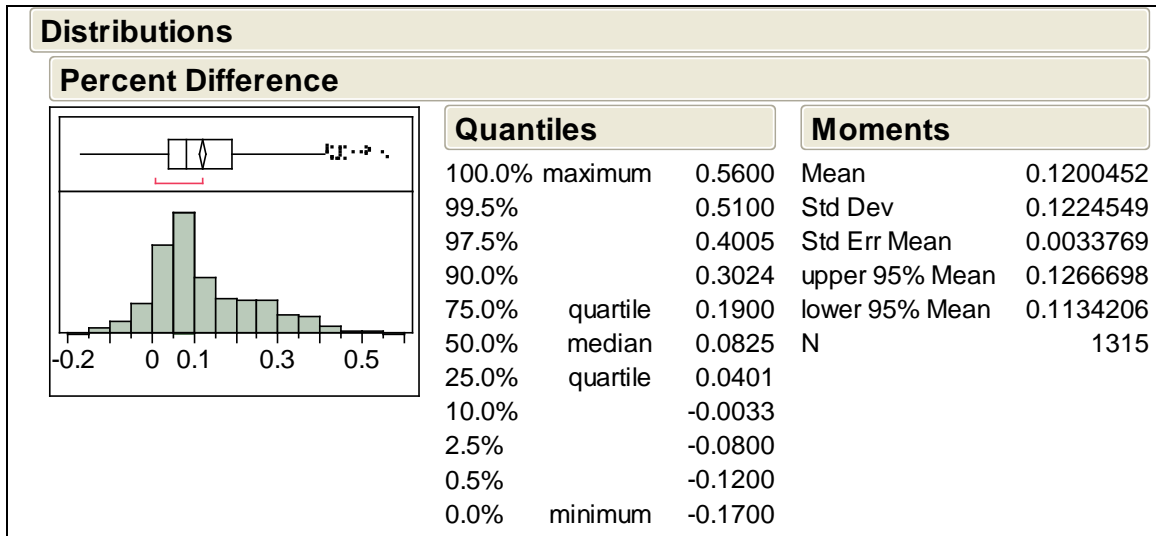 Distributions
Percent Difference
-0.2 0 0.1 0.3 0.5
Quantiles
100.0% maximum 0.5600
99.5% 0.5100
97.5% 0.4005
90.0% 0.3024
75.0% quartile 0.1900
50.0% median 0.0825
25.0% quartile 0.0401
10.0% -0.0033
2.5% -0.0800
0.5% -0.1200
0.0% minimum -0.1700
Moments
Mean 0.1200452
Std Dev 0.1224549
Std Err Mean 0.0033769
upper 95% Mean 0.1266698
lower 95% Mean 0.1134206
N 1315